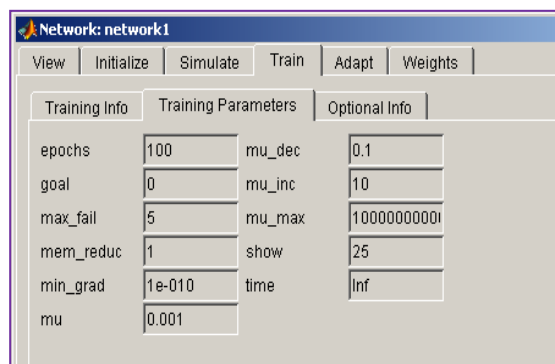 Network: network1
View Initialize Simulate Train Adapt Weights
Training Info Training Parameters Optional Info
epochs 100 mu_dec 0.1
goal 0 mu_inc 10
max_fail 5 mu_max 1000000000
mem_reduc 1 show 25
min_grad 1e-010 time Inf
mu 0.001